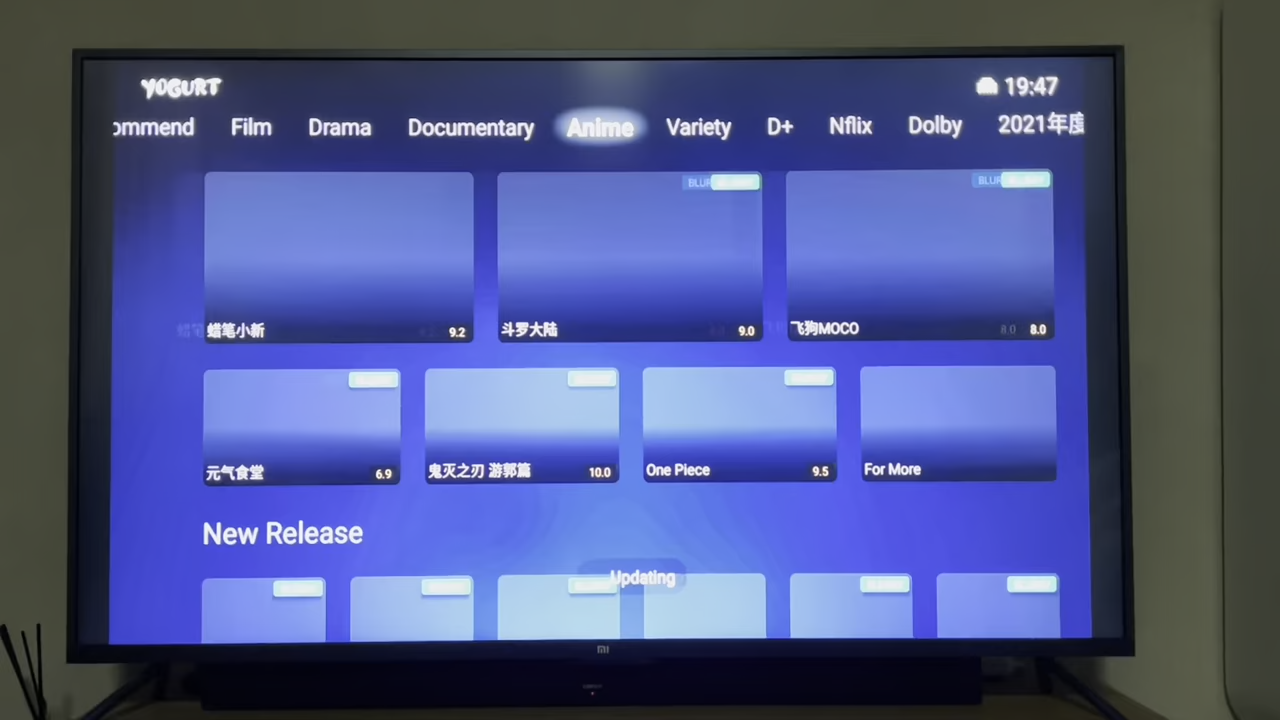 YOGURT
19:47
ommend Film Drama Documentary Anime Variety D+ Nflix Dolby 2021年度
蜡笔小新 9.2 斗罗大陆 9.0 飞狗MOCO 8.0 8.0
元气食堂 6.9 鬼灭之刃 游郭篇 10.0 One Piece 9.5 For More
New Release
Updating
mi